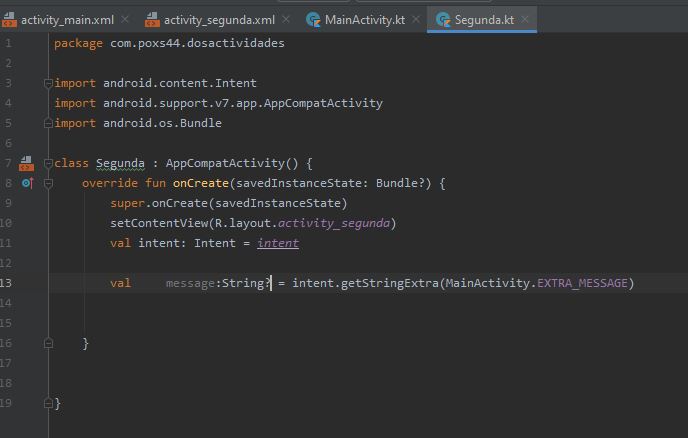 activity_main.xml activity_segunda.xml MainActivity.kt Segunda.kt
1 package com.poxs44.dosactividades
2
3 import android.content.Intent
4 import android.support.v7.app.AppCompatActivity
5 import android.os.Bundle
6
7 class Segunda : AppCompatActivity() {
8 override fun onCreate(savedInstanceState: Bundle?) {
9 super.onCreate(savedInstanceState)
10 setContentView(R.layout.activity_segunda)
11 val intent: Intent = intent
12
13 val message:String? = intent.getStringExtra(MainActivity.EXTRA_MESSAGE)
14
15
16 }
17
18
19 }